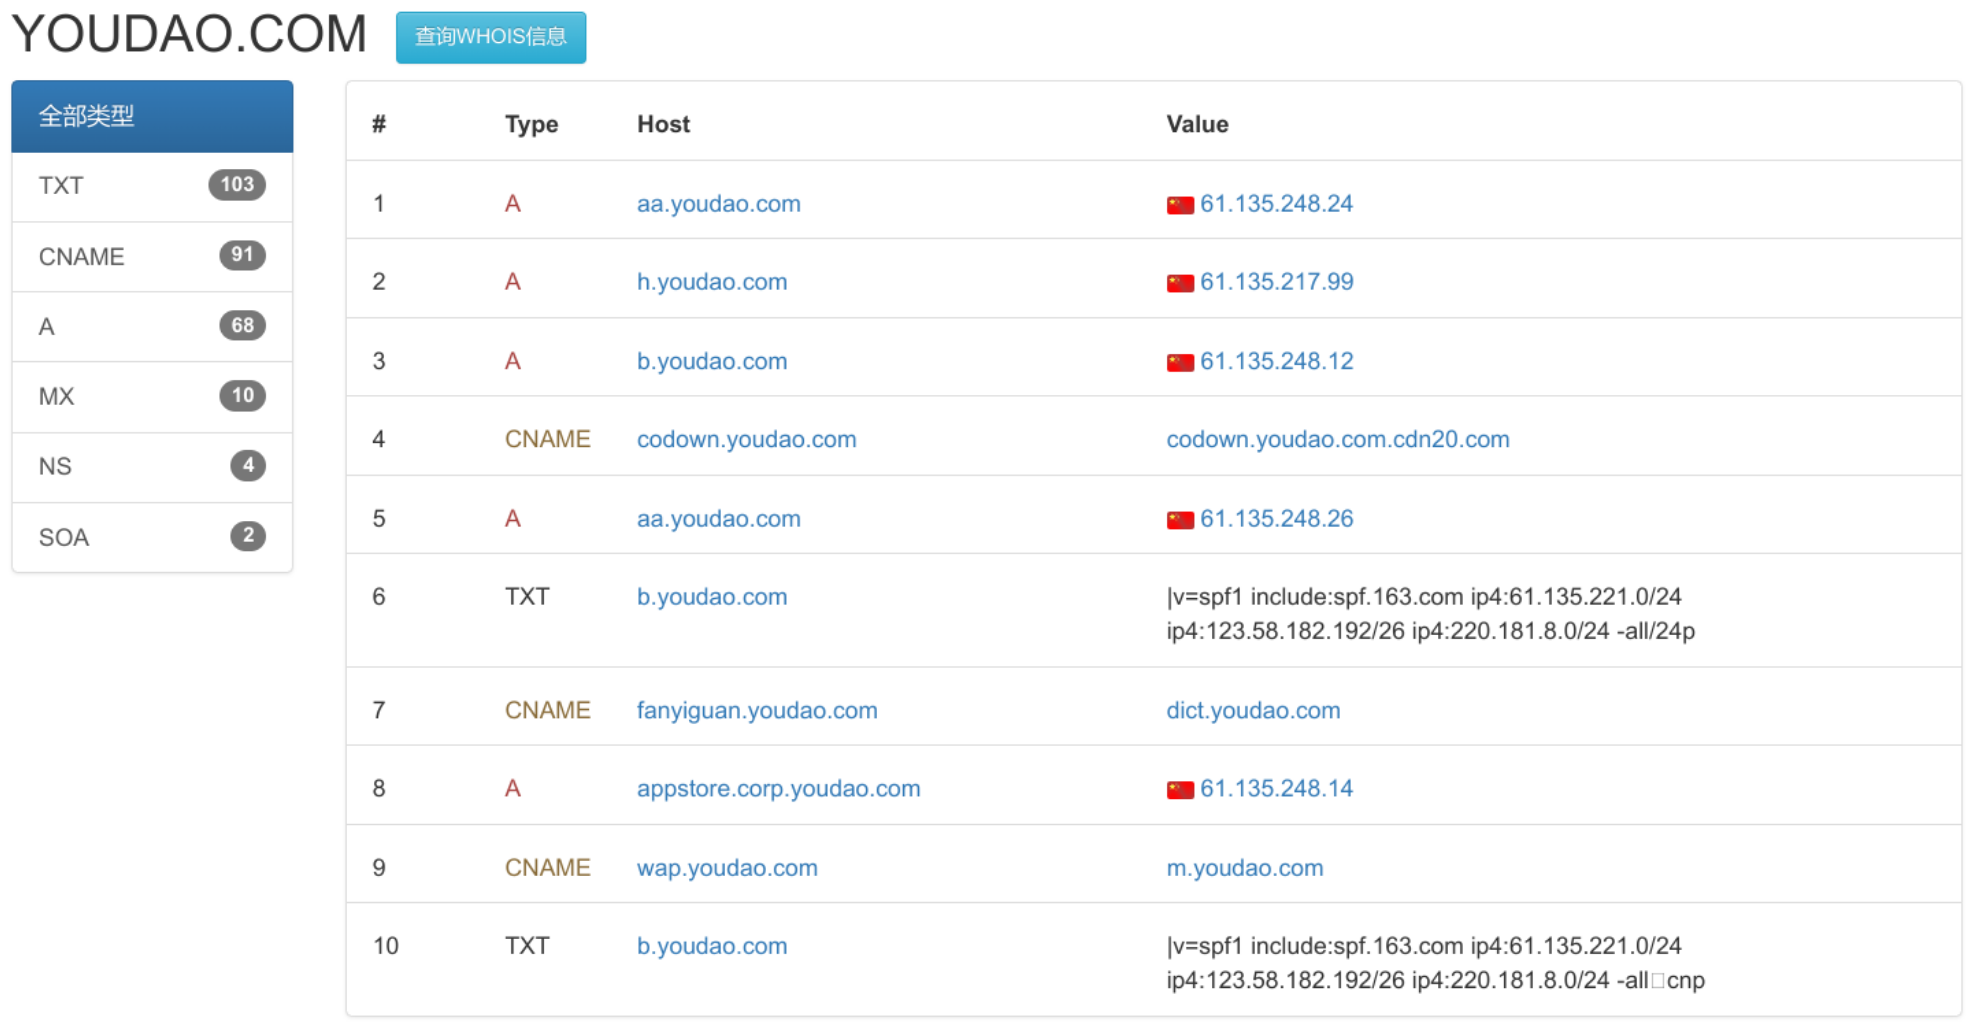 YOUDAO.COM 查询WHOIS信息
全部类型
TXT 103
CNAME 91
A 68
MX 10
NS 4
SOA 2
# Type Host Value
1 A aa.youdao.com 61.135.248.24
2 A h.youdao.com 61.135.217.99
3 A b.youdao.com 61.135.248.12
4 CNAME codown.youdao.com codown.youdao.com.cdn20.com
5 A aa.youdao.com 61.135.248.26
6 TXT b.youdao.com |v=spf1 include:spf.163.com ip4:61.135.221.0/24
ip4:123.58.182.192/26 ip4:220.181.8.0/24 -all/24p
7 CNAME fanyiguan.youdao.com dict.youdao.com
8 A appstore.corp.youdao.com 61.135.248.14
9 CNAME wap.youdao.com m.youdao.com
10 TXT b.youdao.com |v=spf1 include:spf.163.com ip4:61.135.221.0/24
ip4:123.58.182.192/26 ip4:220.181.8.0/24 -all□cnp